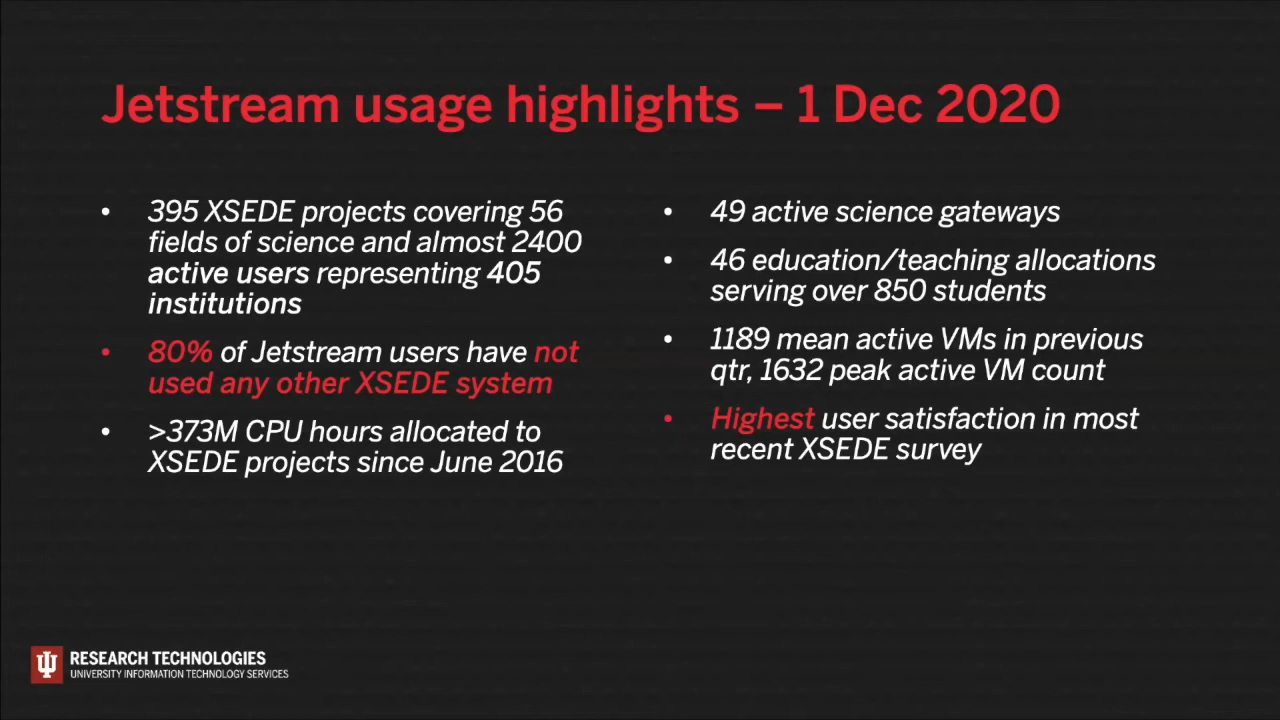 Jetstream usage highlights – 1 Dec 2020
• 395 XSEDE projects covering 56
fields of science and almost 2400
active users representing 405
institutions
• 80% of Jetstream users have not
used any other XSEDE system
• >373M CPU hours allocated to
XSEDE projects since June 2016
• 49 active science gateways
• 46 education/teaching allocations
serving over 850 students
• 1189 mean active VMs in previous
qtr, 1632 peak active VM count
• Highest user satisfaction in most
recent XSEDE survey
RESEARCH TECHNOLOGIES
UNIVERSITY INFORMATION TECHNOLOGY SERVICES